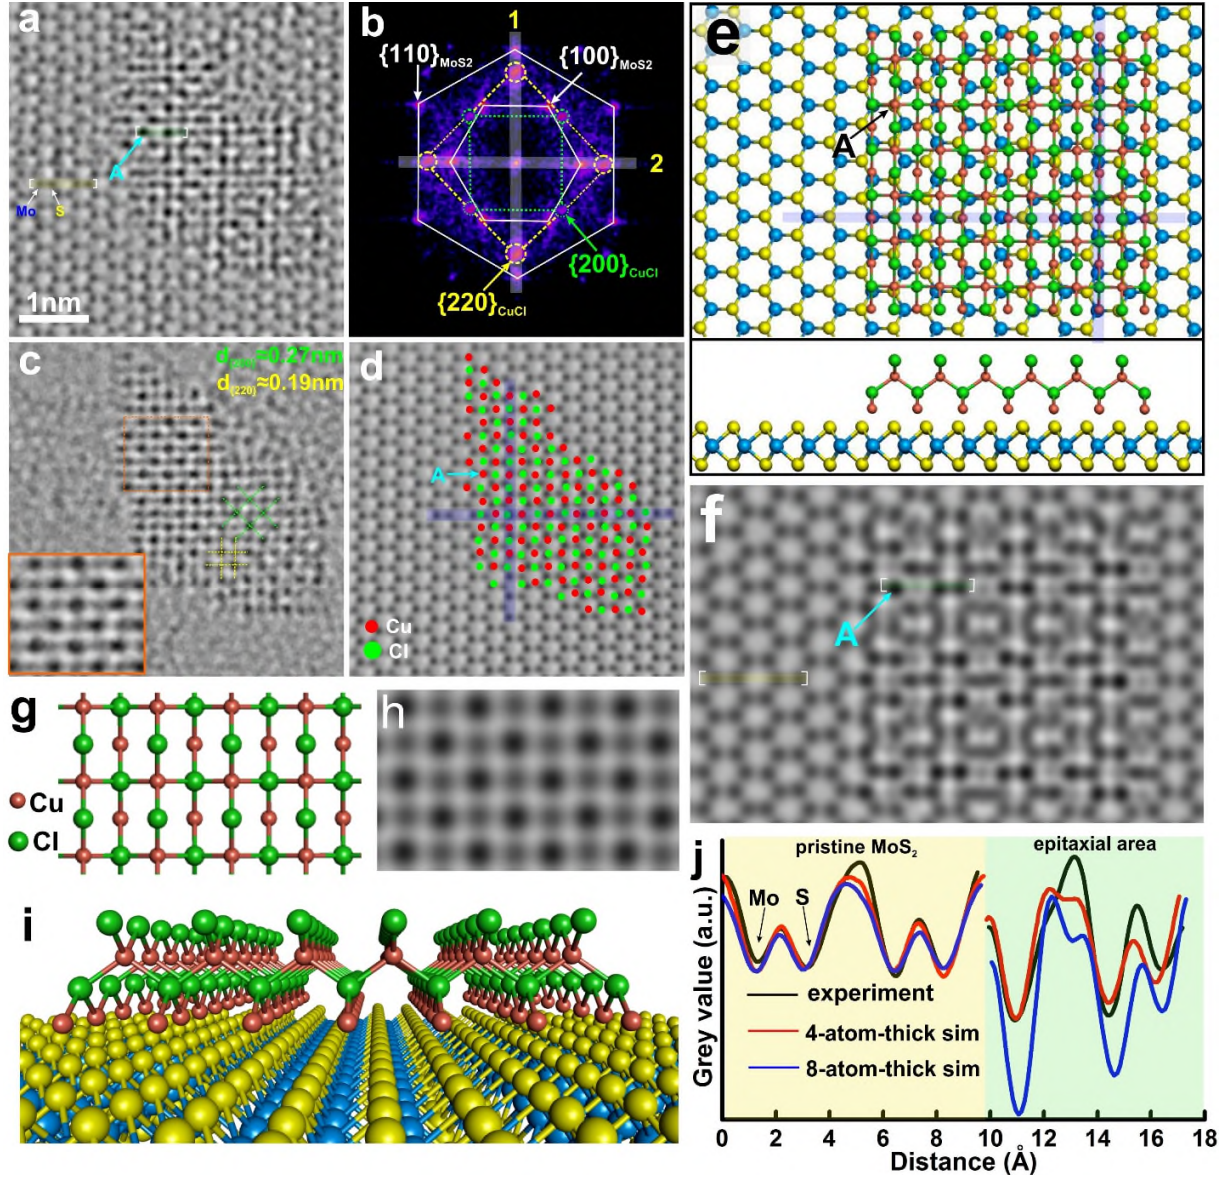 a
A
Mo
S
1nm
b
1
{110}MoS2
{100}MoS2
2
{200}CuCl
{220}CuCl
c
d{200}≈0.27nm
d{220}≈0.19nm
d
A
Cu
Cl
e
A
f
A
g
Cu
Cl
h
i
j
pristine MoS₂
epitaxial area
Mo
S
experiment
4-atom-thick sim
8-atom-thick sim
Grey value (a.u.)
0 2 4 6 8 10 12 14 16 18
Distance (Å)